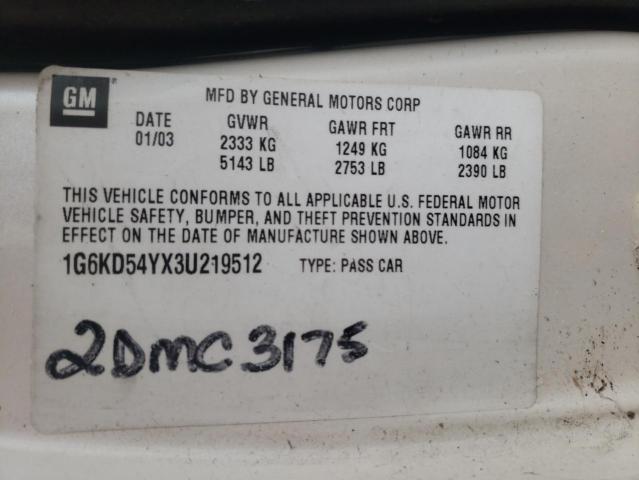 GM ®
MFD BY GENERAL MOTORS CORP
DATE GVWR GAWR FRT GAWR RR
01/03 2333 KG 1249 KG 1084 KG
5143 LB 2753 LB 2390 LB
THIS VEHICLE CONFORMS TO ALL APPLICABLE U.S. FEDERAL MOTOR
VEHICLE SAFETY, BUMPER, AND THEFT PREVENTION STANDARDS IN
EFFECT ON THE DATE OF MANUFACTURE SHOWN ABOVE.
1G6KD54YX3U219512 TYPE: PASS CAR
2DMC3175